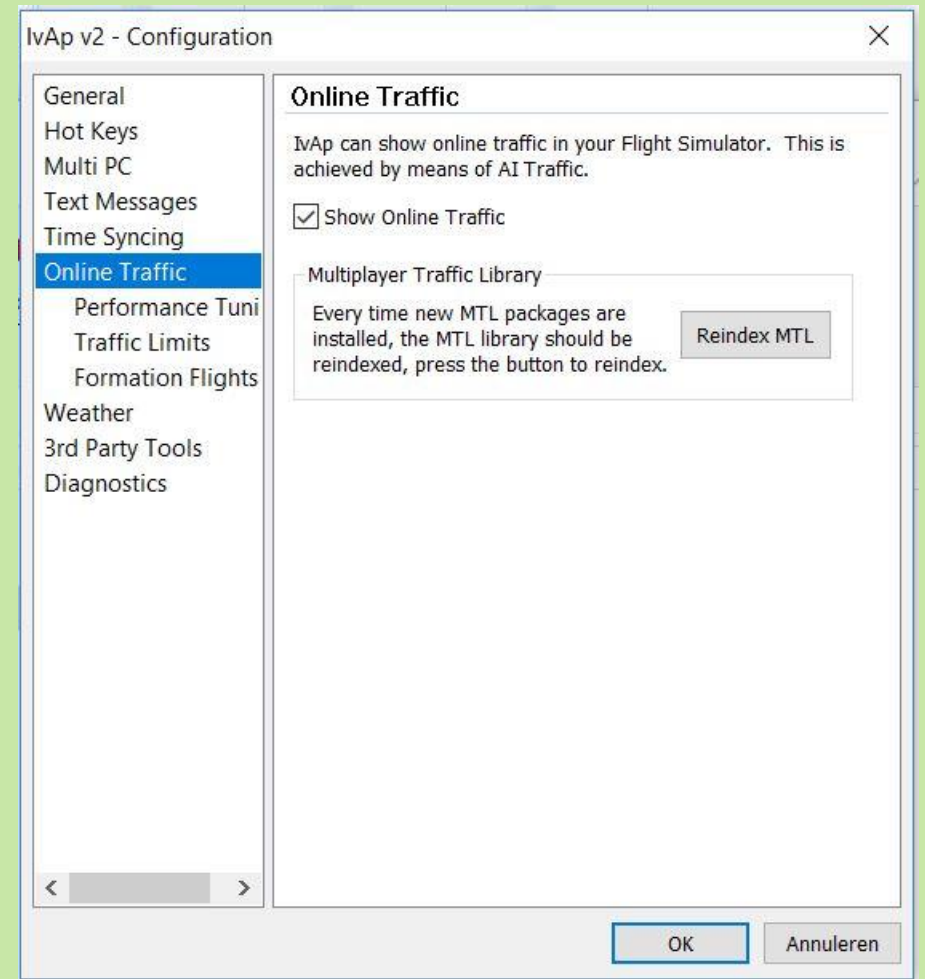 IvAp v2 - Configuration
General
Hot Keys
Multi PC
Text Messages
Time Syncing
Online Traffic
Performance Tuni
Traffic Limits
Formation Flights
Weather
3rd Party Tools
Diagnostics
Online Traffic
IvAp can show online traffic in your Flight Simulator. This is
achieved by means of AI Traffic.
Show Online Traffic
Multiplayer Traffic Library
Every time new MTL packages are
installed, the MTL library should be
reindexed, press the button to reindex.
Reindex MTL
OK
Annuleren